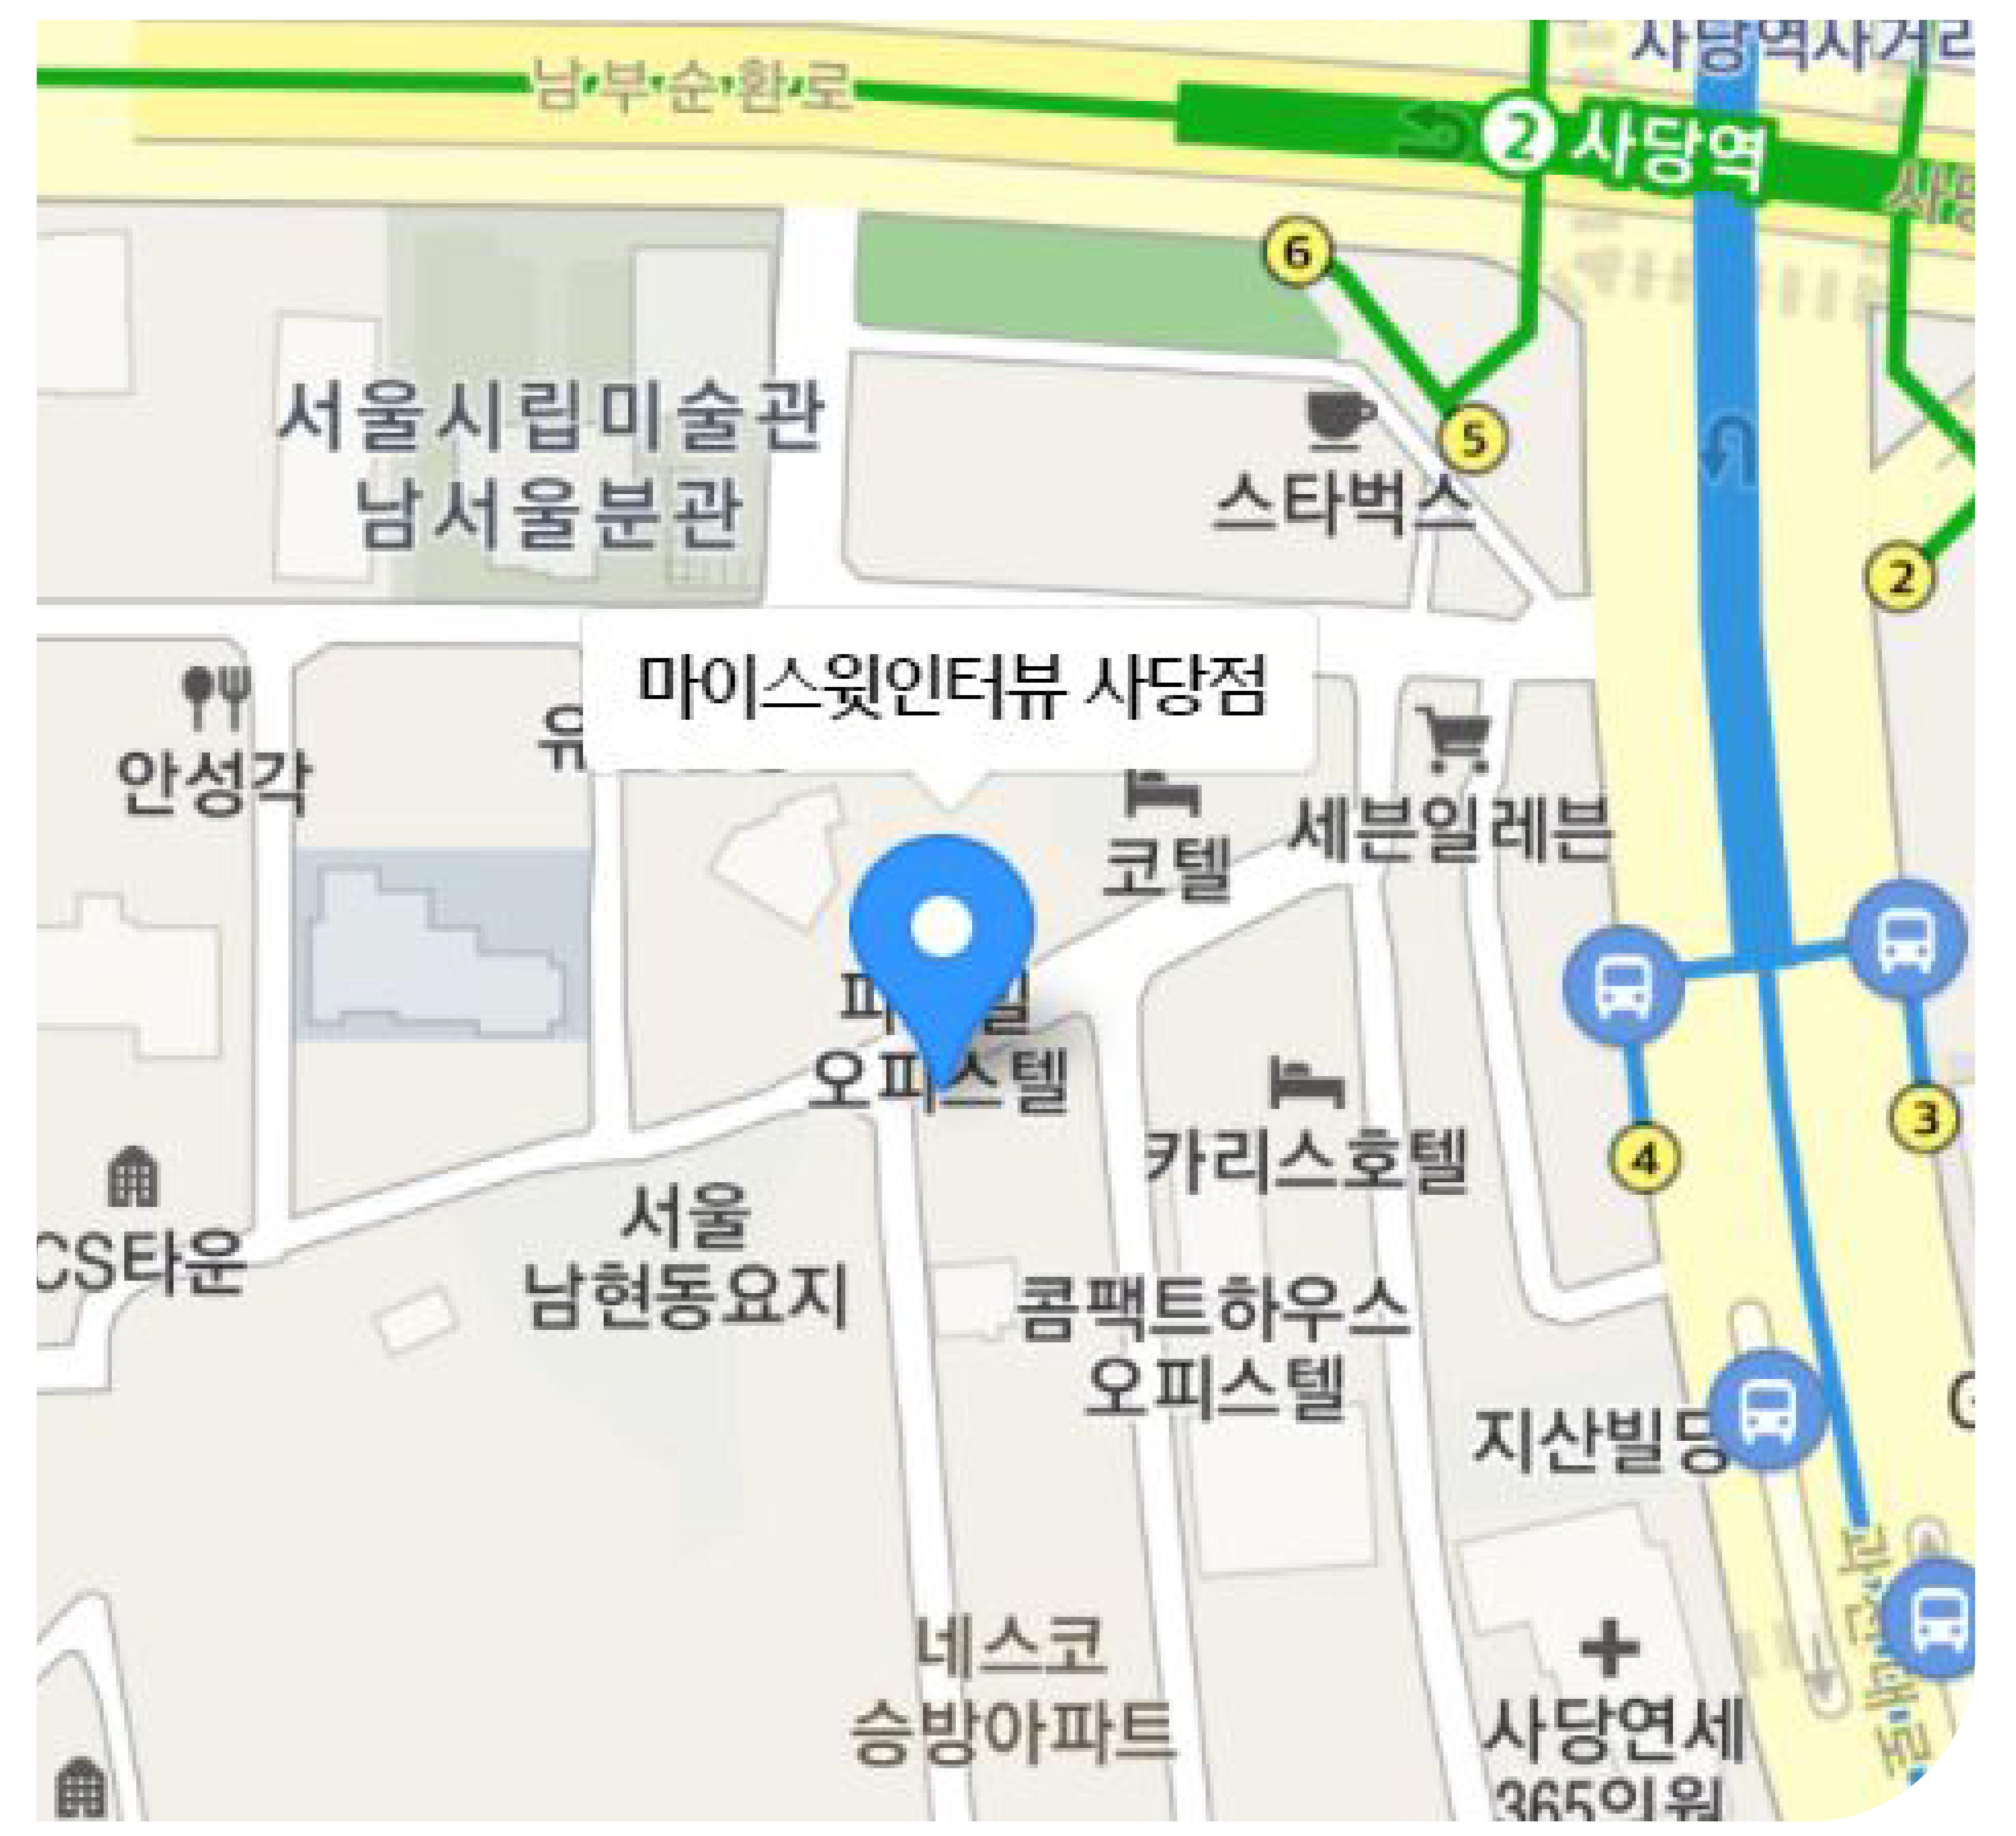 사당역사거리
남부순환로
2 사당역
6
5
서울시립미술관
남서울분관
스타벅스
2
마이스윗인터뷰 사당점
안성각
세븐일레븐
코텔
오피스텔
3
4
카리스호텔
서울
남현동요지
CS타운
콤팩트하우스
오피스텔
지산빌딩
과천대로
네스코
승방아파트
사당연세
365의원